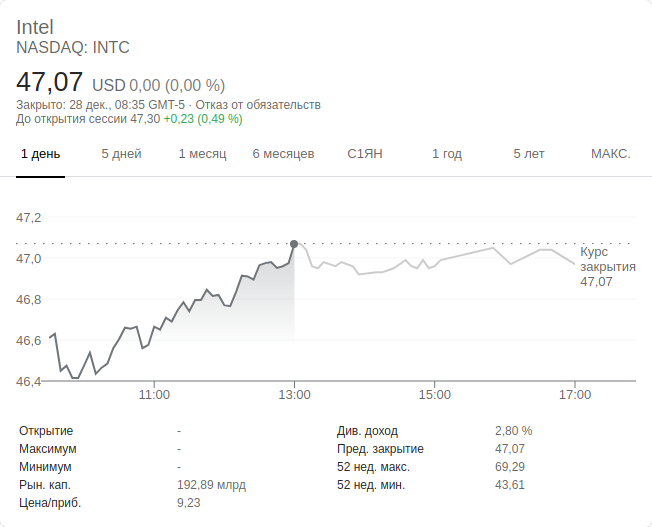 Intel
NASDAQ: INTC
47,07 USD 0,00 (0,00 %)
Закрыто: 28 дек., 08:35 GMT-5 · Отказ от обязательств
До открытия сессии 47,30 +0,23 (0,49 %)
1 день 5 дней 1 месяц 6 месяцев С1ЯН 1 год 5 лет МАКС.
47,2
47,0
46,8
46,6
46,4
Курс
закрытия
47,07
11:00 13:00 15:00 17:00
Открытие - Див. доход 2,80 %
Максимум - Пред. закрытие 47,07
Минимум - 52 нед. макс. 69,29
Рын. кап. 192,89 млрд 52 нед. мин. 43,61
Цена/приб. 9,23